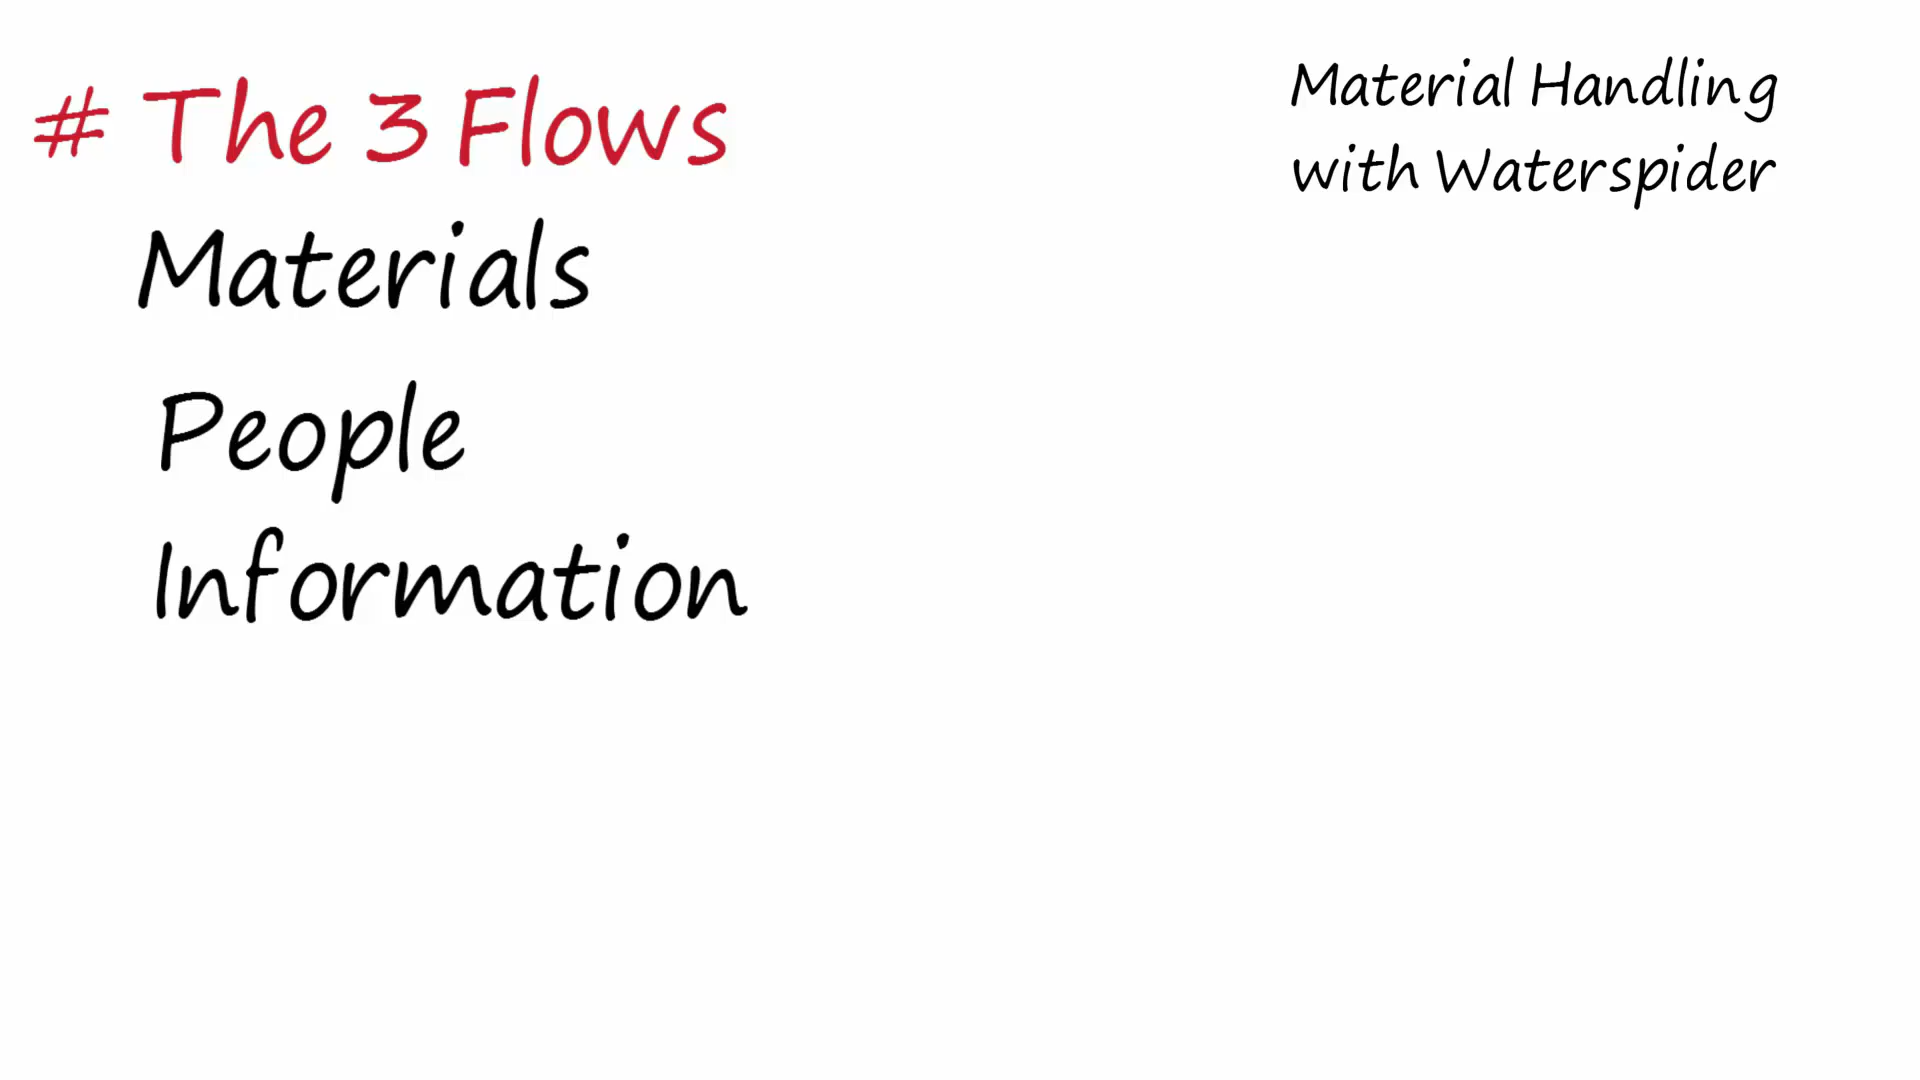 # The 3 Flows
Materials
People
Information
Material Handling
with Waterspider